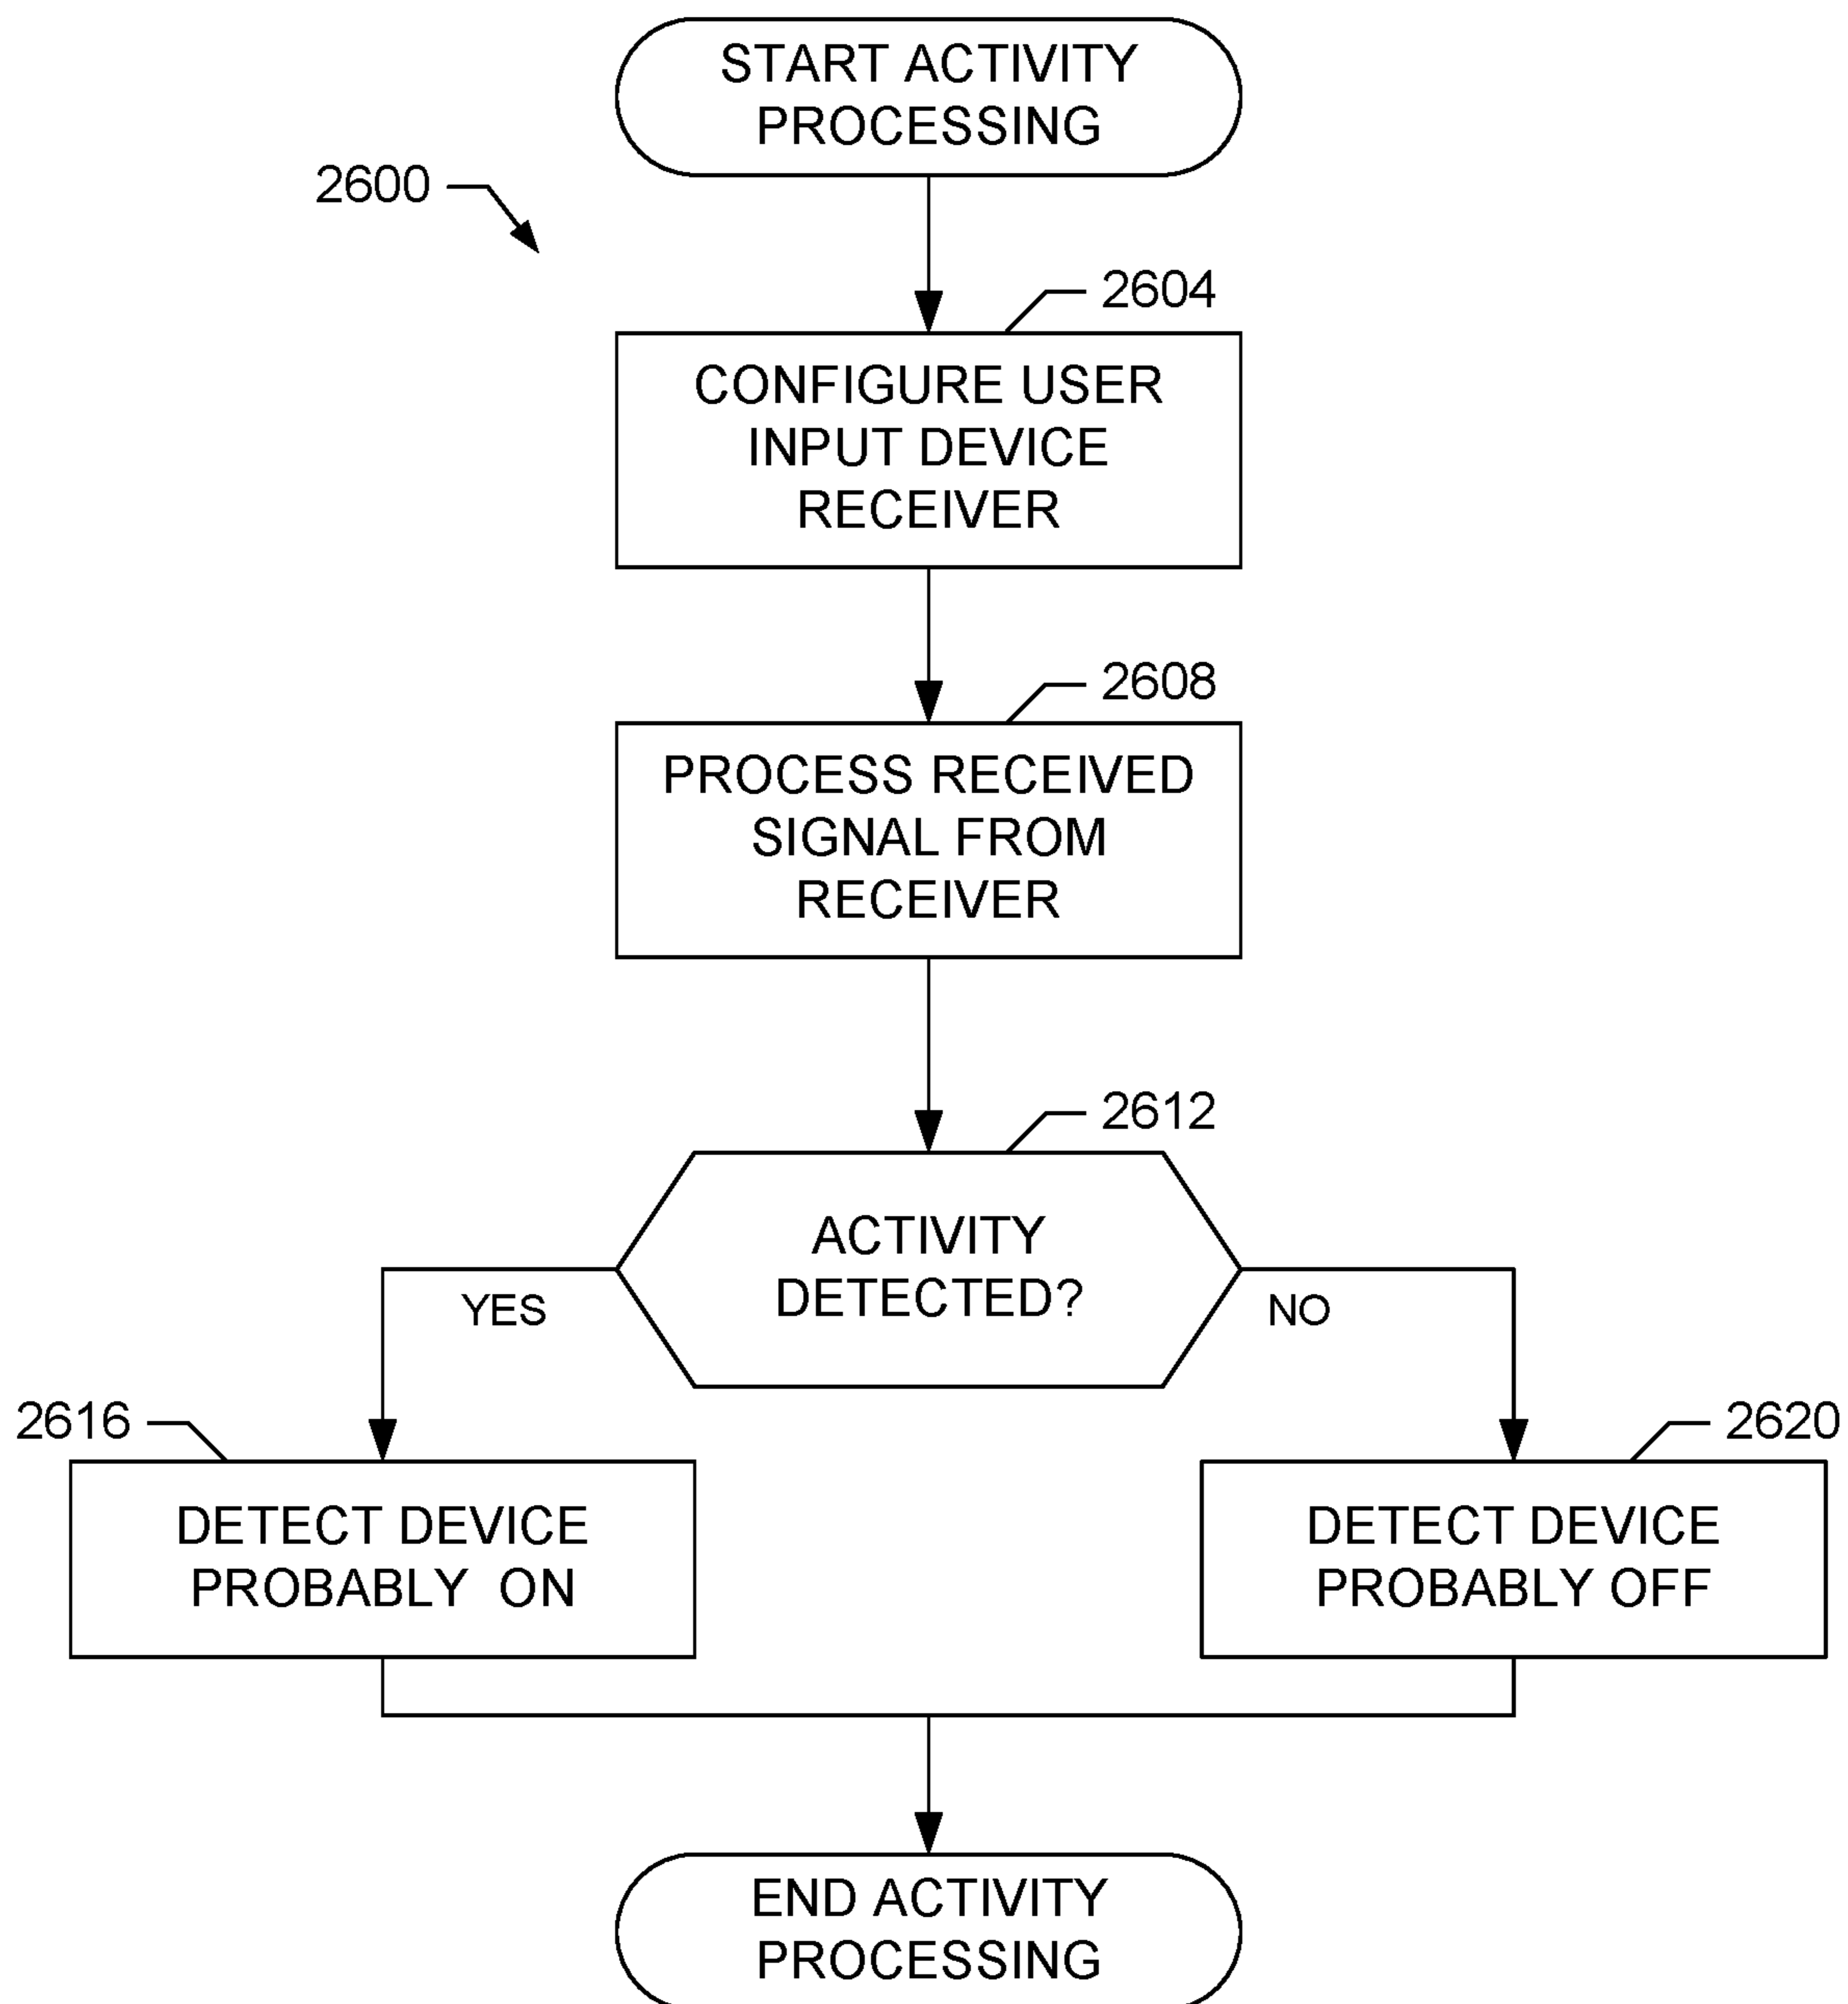 START ACTIVITY
PROCESSING
2600
2604
CONFIGURE USER
INPUT DEVICE
RECEIVER
2608
PROCESS RECEIVED
SIGNAL FROM
RECEIVER
2612
ACTIVITY
DETECTED?
YES
NO
2616
2620
DETECT DEVICE
PROBABLY ON
DETECT DEVICE
PROBABLY OFF
END ACTIVITY
PROCESSING